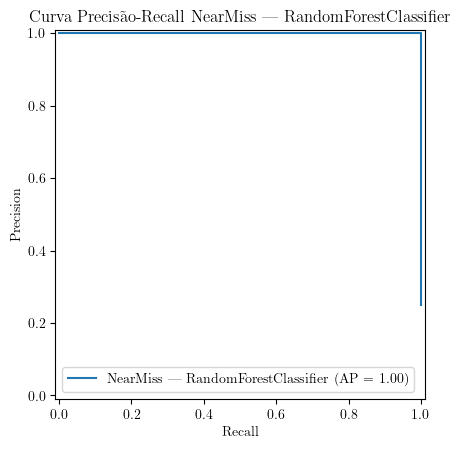 Curva Precisão-Recall NearMiss — RandomForestClassifier
1.0
0.8
0.6
0.4
0.2
0.0
Precision
NearMiss — RandomForestClassifier (AP = 1.00)
0.0 0.2 0.4 0.6 0.8 1.0
Recall